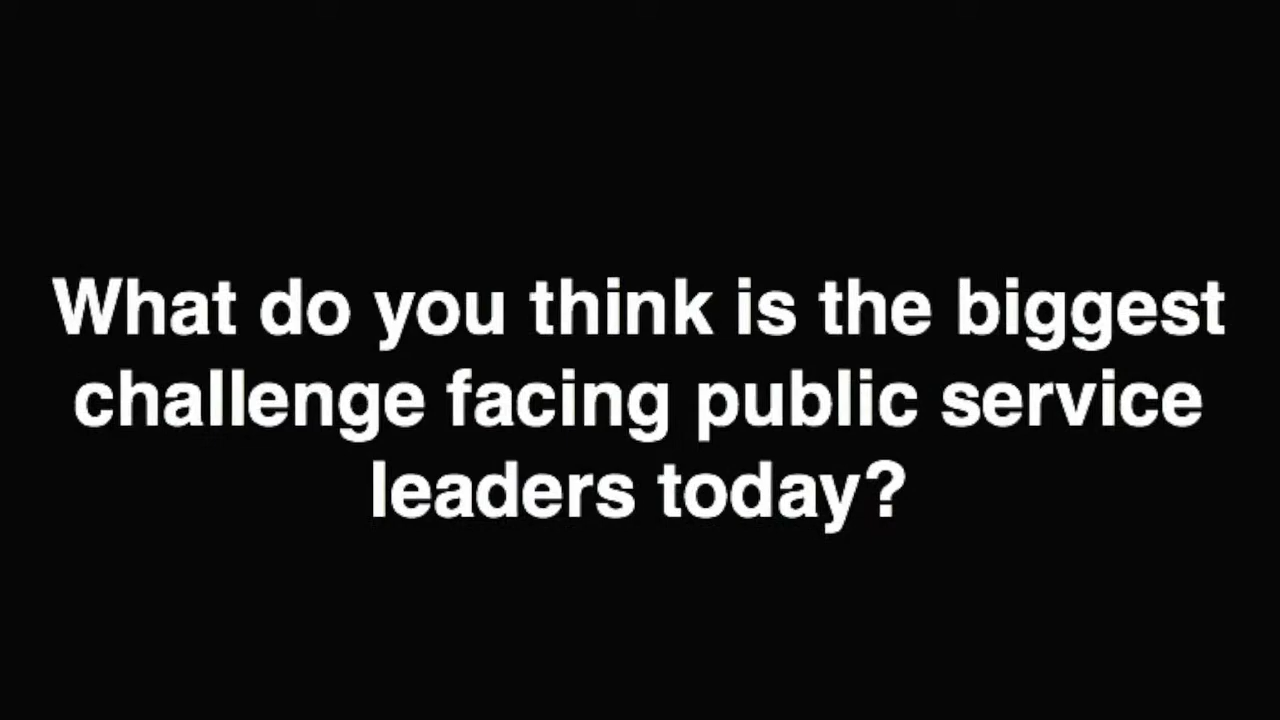 What do you think is the biggest
challenge facing public service
leaders today?